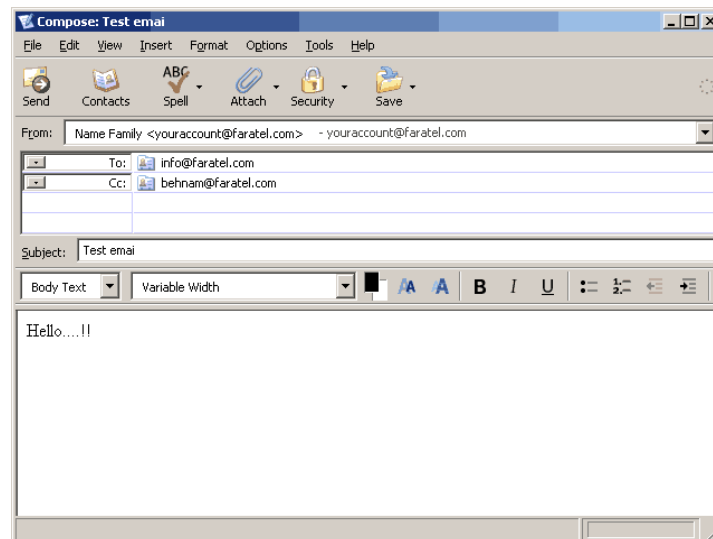 Compose: Test emai
File Edit View Insert Format Options Tools Help
ABC
Send Contacts Spell Attach Security Save
From: Name Family <youraccount@faratel.com> - youraccount@faratel.com
To: info@faratel.com
Cc: behnam@faratel.com
Subject: Test emai
Body Text Variable Width A A A B I U 1 2
Hello....!!